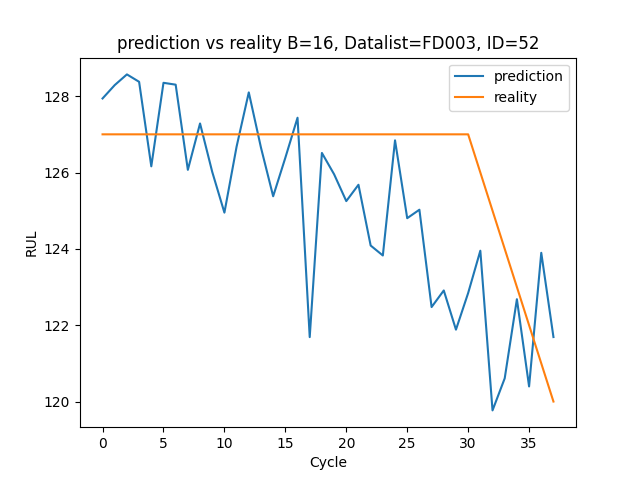 prediction vs reality B=16, Datalist=FD003, ID=52
prediction
reality
128
126
124
122
120
RUL
0 5 10 15 20 25 30 35
Cycle